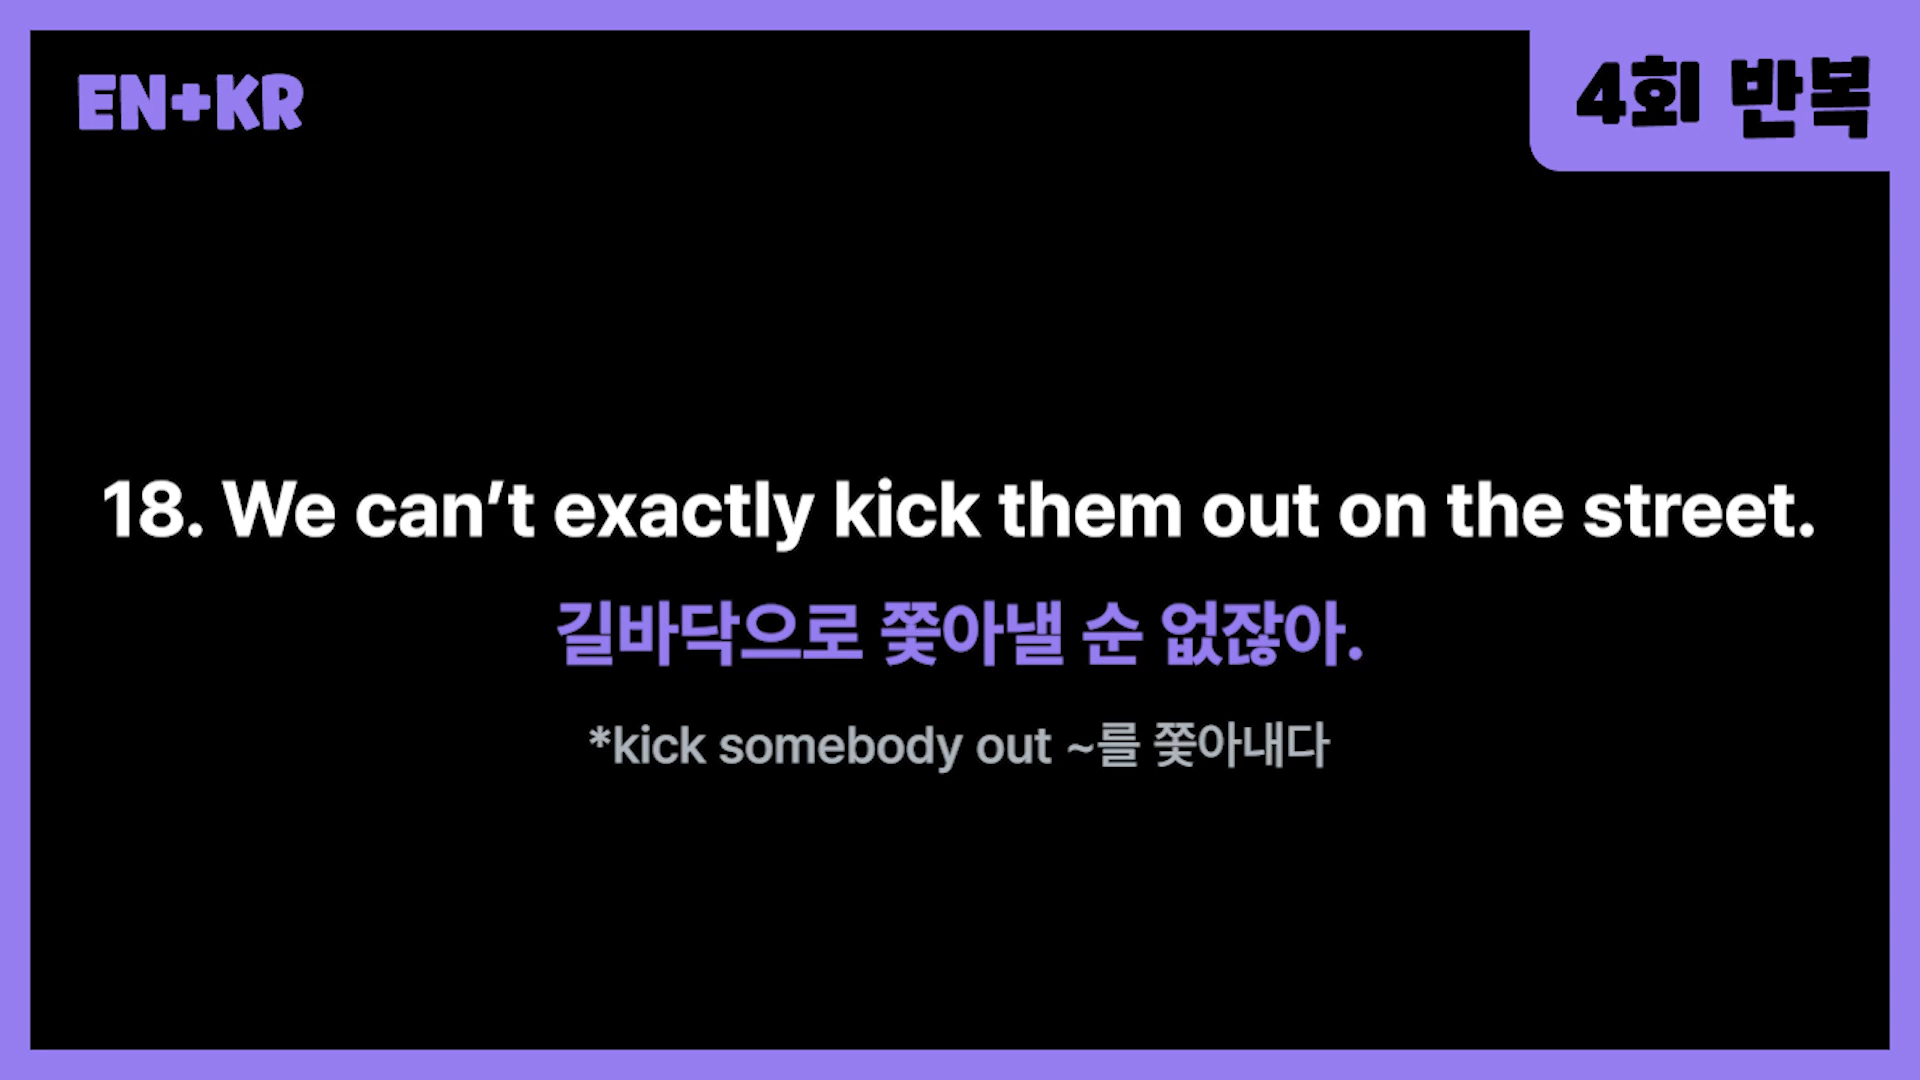 EN+KR
4회 반복
18. We can’t exactly kick them out on the street.
길바닥으로 쫓아낼 순 없잖아.
*kick somebody out ~를 쫓아내다